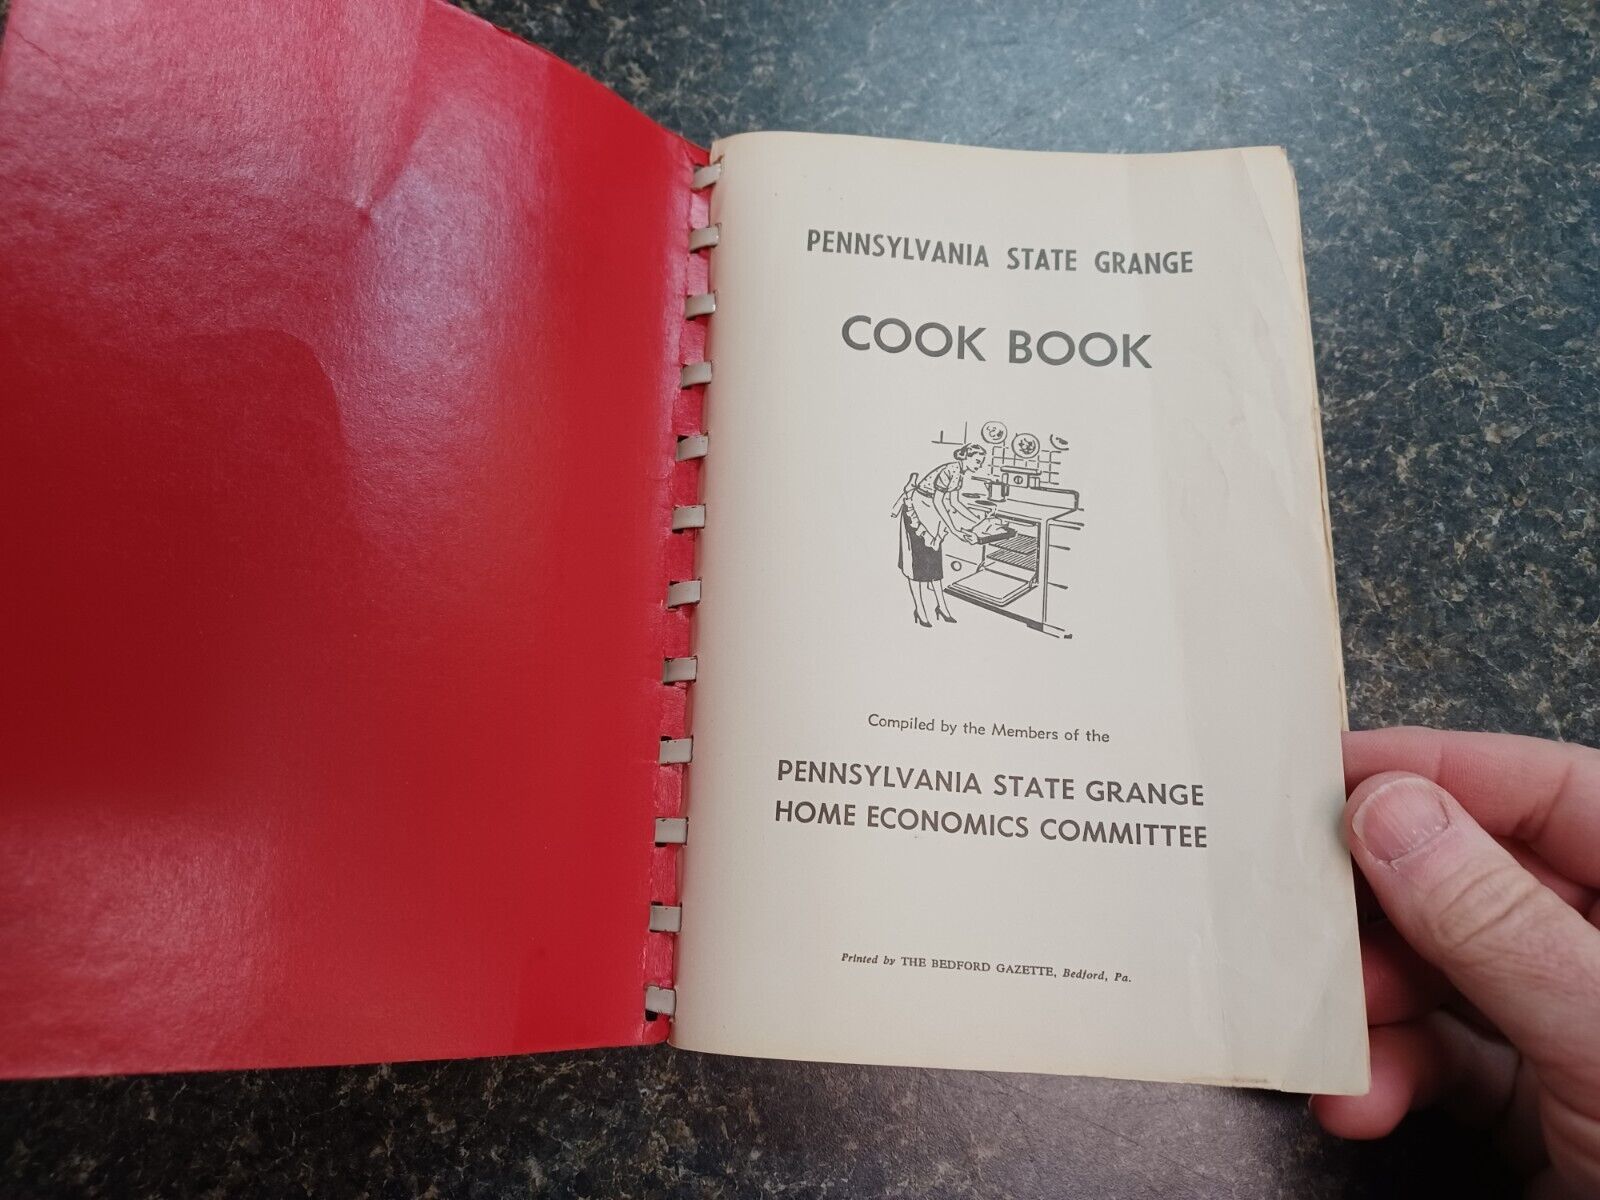 PENNSYLVANIA STATE GRANGE
COOK BOOK
Compiled by the Members of the
PENNSYLVANIA STATE GRANGE
HOME ECONOMICS COMMITTEE
Printed by THE BEDFORD GAZETTE, Bedford, Pa.